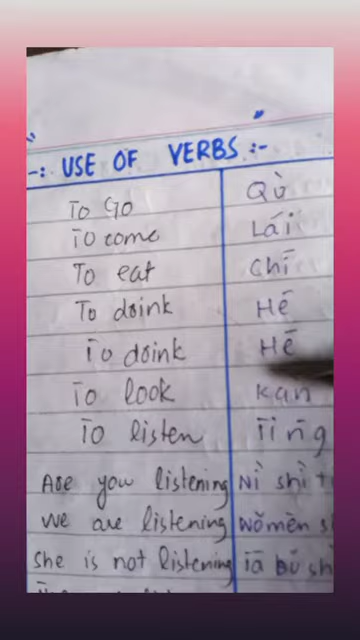 -: USE OF VERBS :-
To Go Qù
To come Lái
To eat Chī
To drink Hē
To drink Hē
To look Kan
To listen Tīng
Are you listening Nǐ shì
We are listening Wǒmén
She is not listening Tā bú